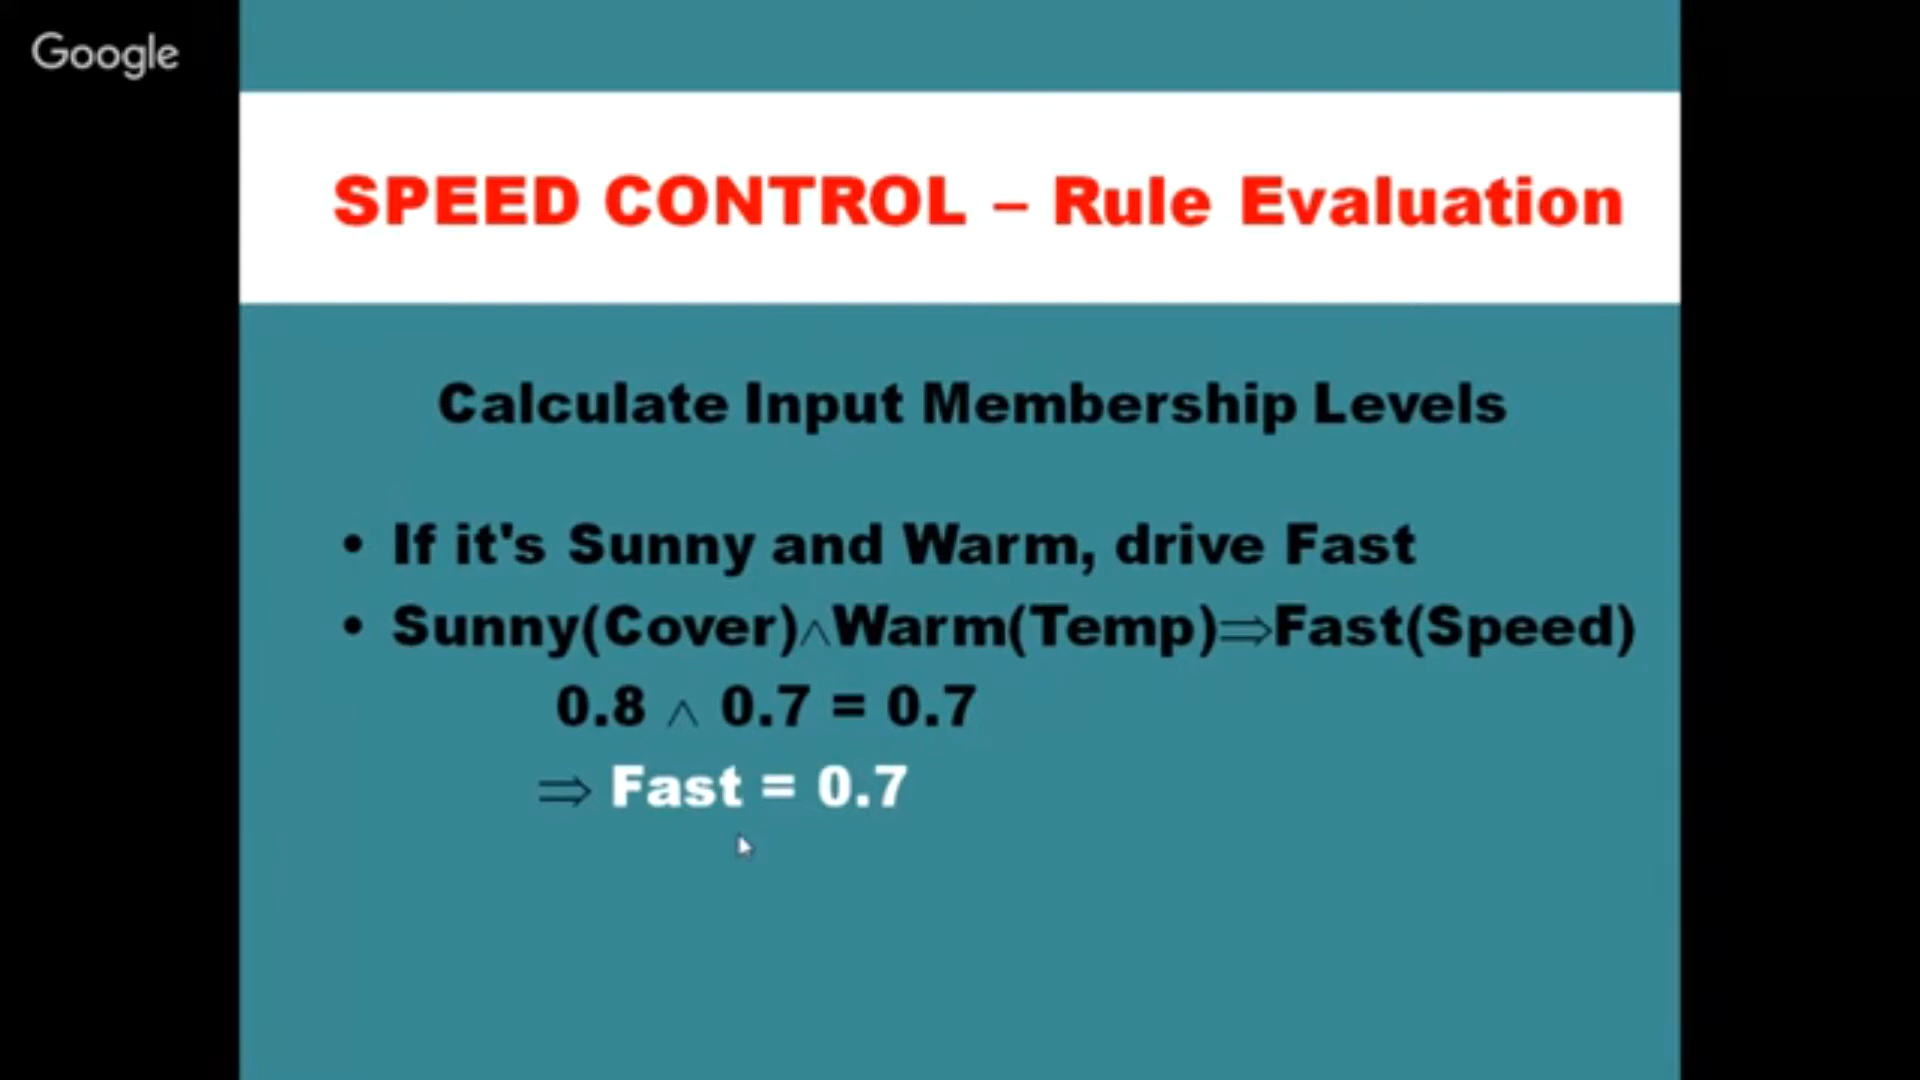 Google
SPEED CONTROL – Rule Evaluation
Calculate Input Membership Levels
• If it's Sunny and Warm, drive Fast
• Sunny(Cover)∧Warm(Temp)⇒Fast(Speed)
0.8 ∧ 0.7 = 0.7
⇒ Fast = 0.7